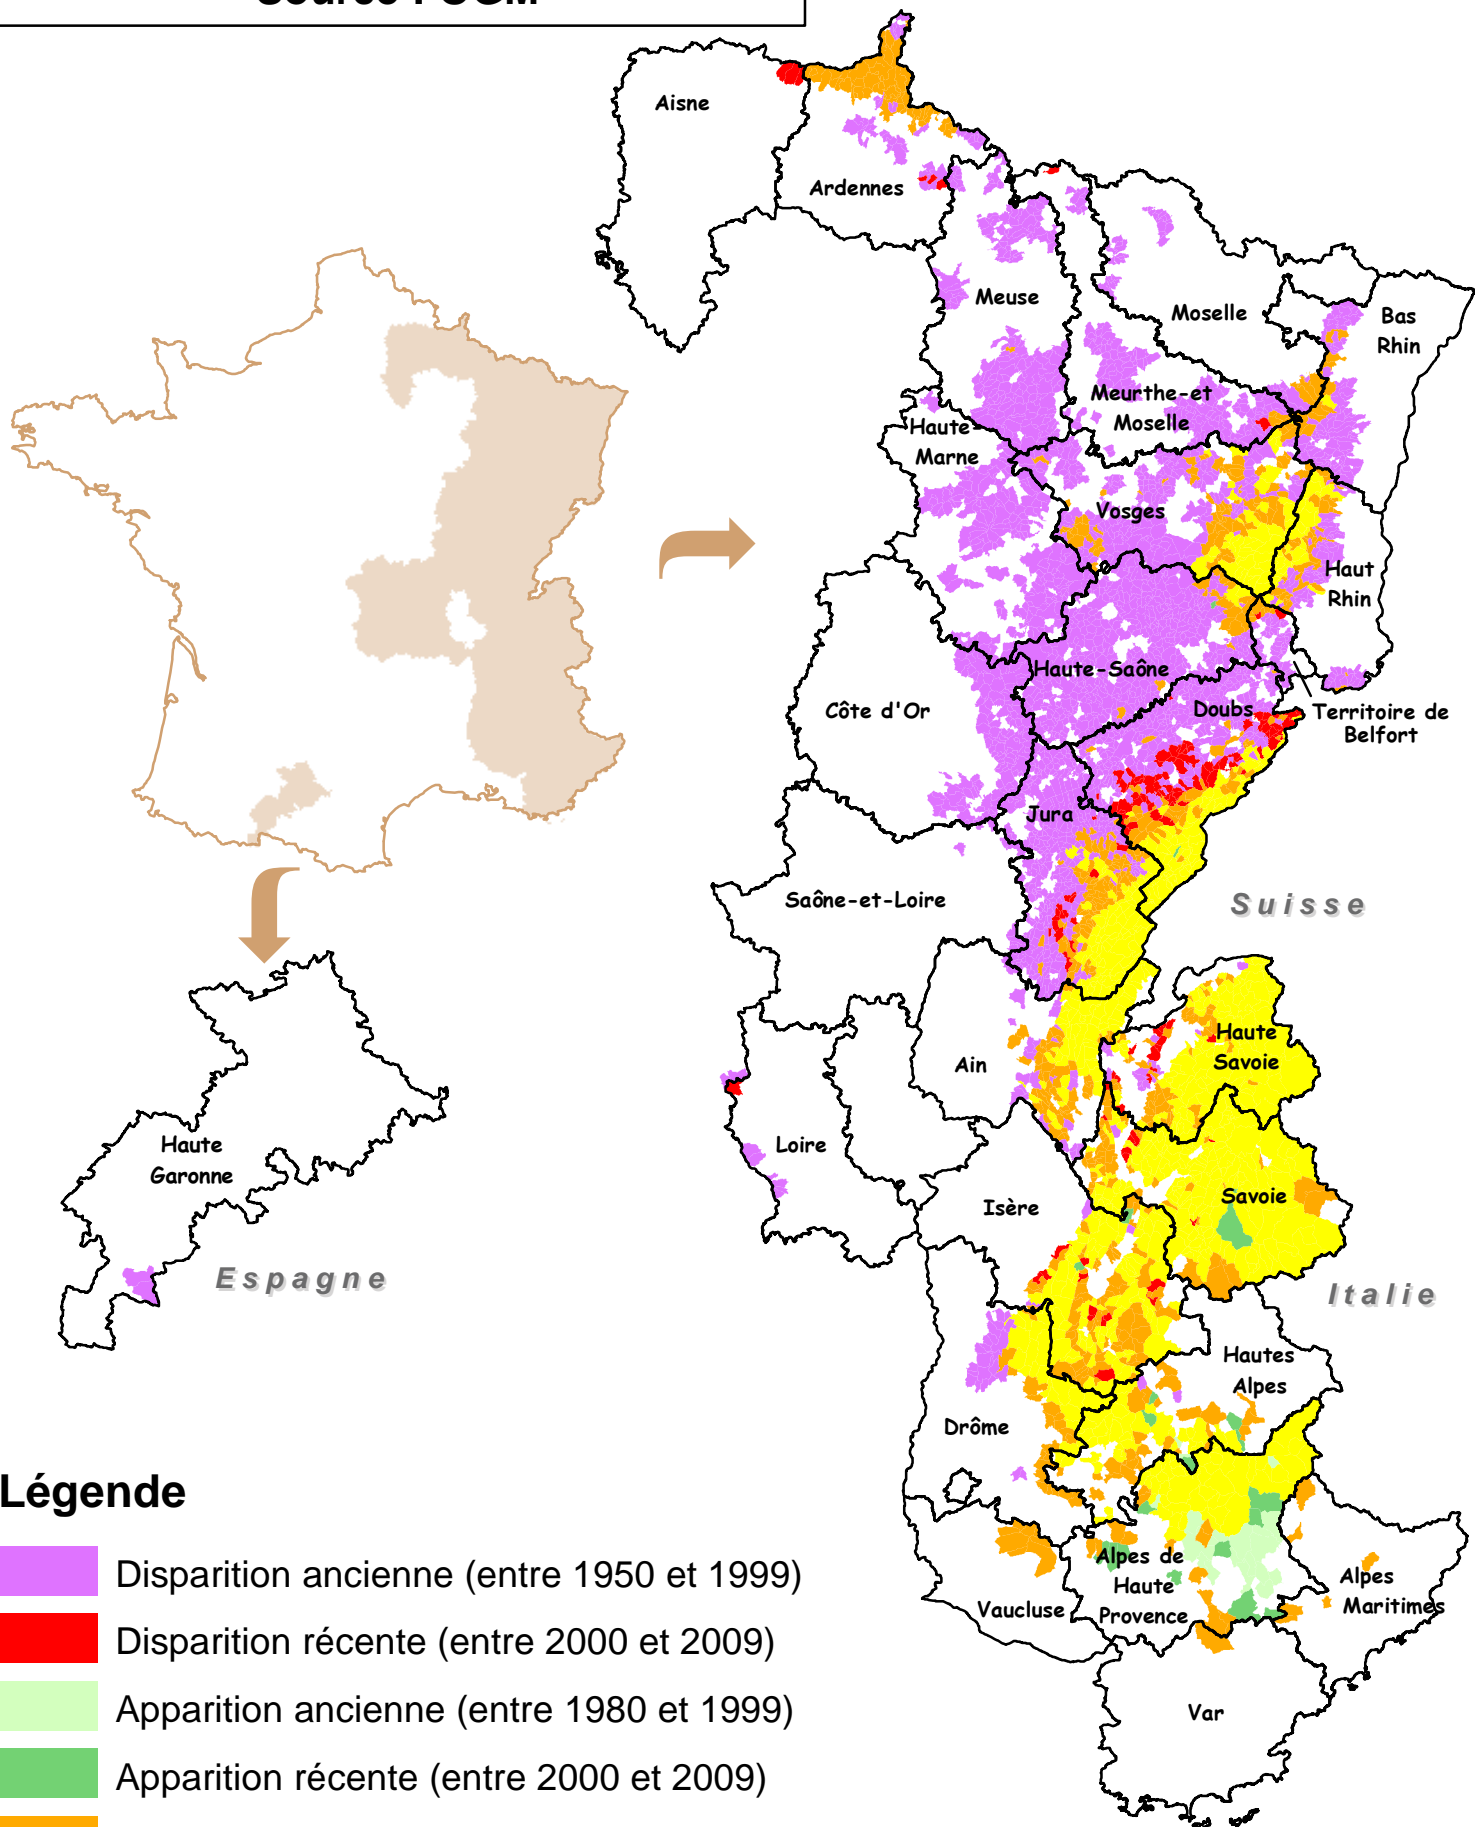 Source : OGM
Aisne
Ardennes
Meuse
Moselle
Bas
Rhin
Meurthe-et
Moselle
Haute-
Marne
Vosges
Haut
Rhin
Haute-Saône
Côte d'Or
Doubs
Territoire de
Belfort
Jura
Saône-et-Loire
Suisse
Haute
Savoie
Ain
Loire
Haute
Garonne
Isère
Savoie
Espagne
Italie
Hautes
Alpes
Drôme
Légende
Alpes de
Haute
Provence
Alpes
Maritimes
Vaucluse
Disparition ancienne (entre 1950 et 1999)
Disparition récente (entre 2000 et 2009)
Apparition ancienne (entre 1980 et 1999)
Var
Apparition récente (entre 2000 et 2009)